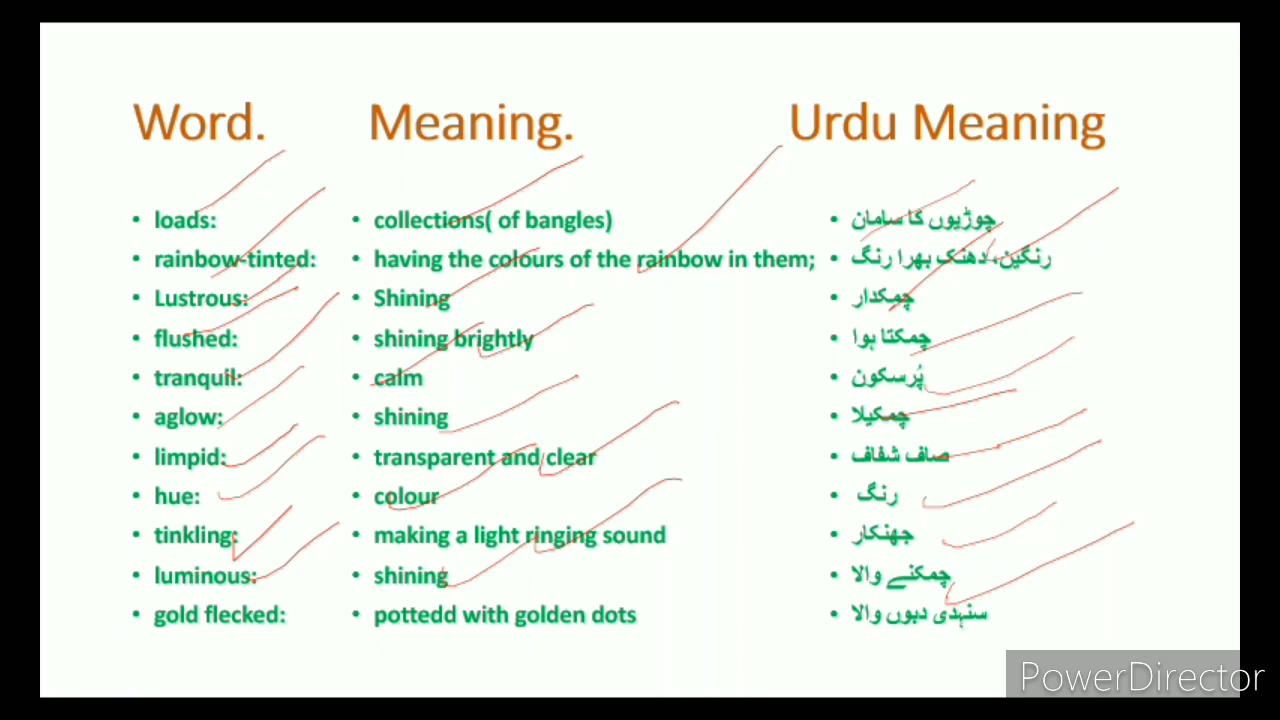 Word. Meaning. Urdu Meaning
• loads: • collections( of bangles) • چوڑیوں کا سامان
• rainbow-tinted: • having the colours of the rainbow in them; • رنگین، دھنک بھرا رنگ
• Lustrous: • Shining • چمکدار
• flushed: • shining brightly • چمکتا ہوا
• tranquil: • calm • پُرسکون
• aglow: • shining • چمکیلا
• limpid: • transparent and clear • صاف شفاف
• hue: • colour • رنگ
• tinkling: • making a light ringing sound • جھنکار
• luminous: • shining • چمکنے والا
• gold flecked: • pottedd with golden dots • سنہدی دبوں والا
PowerDirector